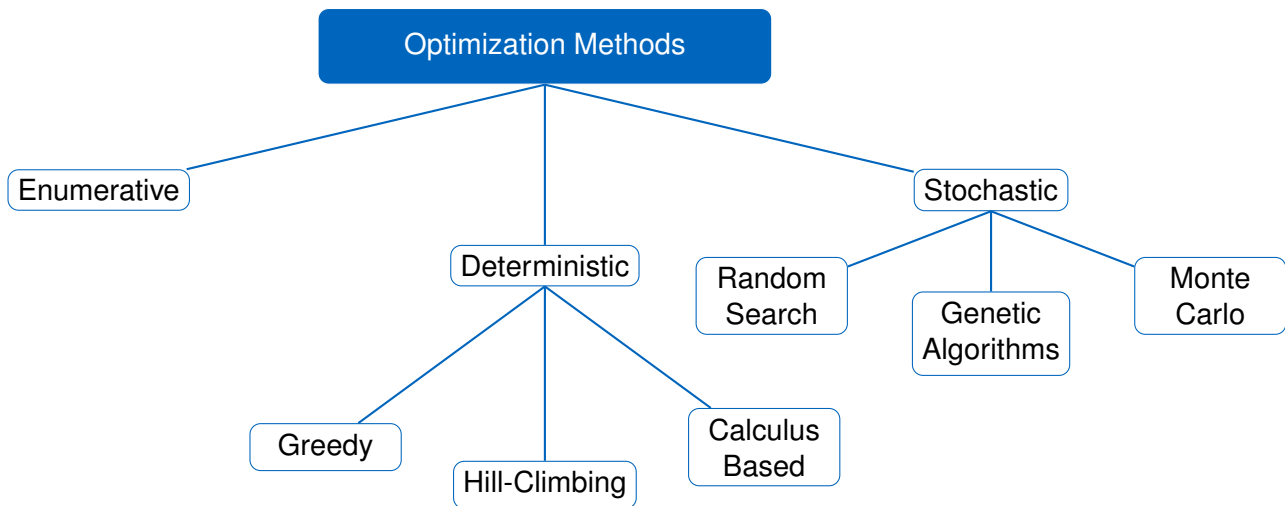 Optimization Methods
Enumerative
Stochastic
Deterministic
Random
Search
Genetic
Algorithms
Monte
Carlo
Greedy
Hill-Climbing
Calculus
Based